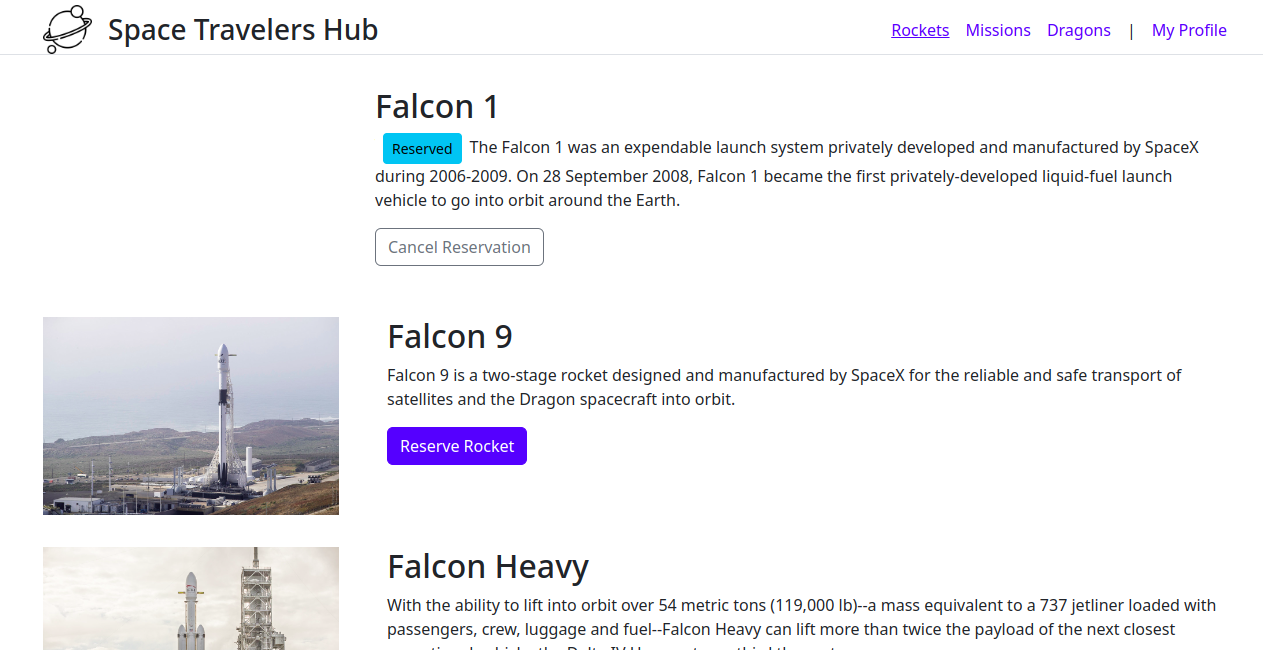 Space Travelers Hub
Rockets Missions Dragons | My Profile
Falcon 1
Reserved The Falcon 1 was an expendable launch system privately developed and manufactured by SpaceX
during 2006-2009. On 28 September 2008, Falcon 1 became the first privately-developed liquid-fuel launch
vehicle to go into orbit around the Earth.
Cancel Reservation
Falcon 9
Falcon 9 is a two-stage rocket designed and manufactured by SpaceX for the reliable and safe transport of
satellites and the Dragon spacecraft into orbit.
Reserve Rocket
Falcon Heavy
With the ability to lift into orbit over 54 metric tons (119,000 lb)--a mass equivalent to a 737 jetliner loaded with
passengers, crew, luggage and fuel--Falcon Heavy can lift more than twice the payload of the next closest